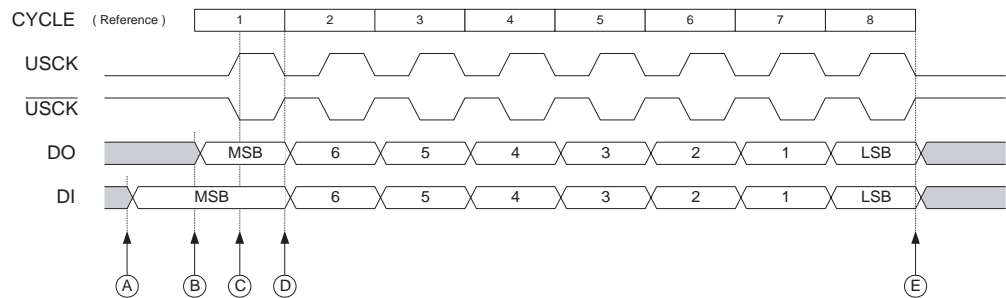 CYCLE ( Reference ) 1 2 3 4 5 6 7 8
USCK
USCK
DO MSB 6 5 4 3 2 1 LSB
DI MSB 6 5 4 3 2 1 LSB
A B C D E